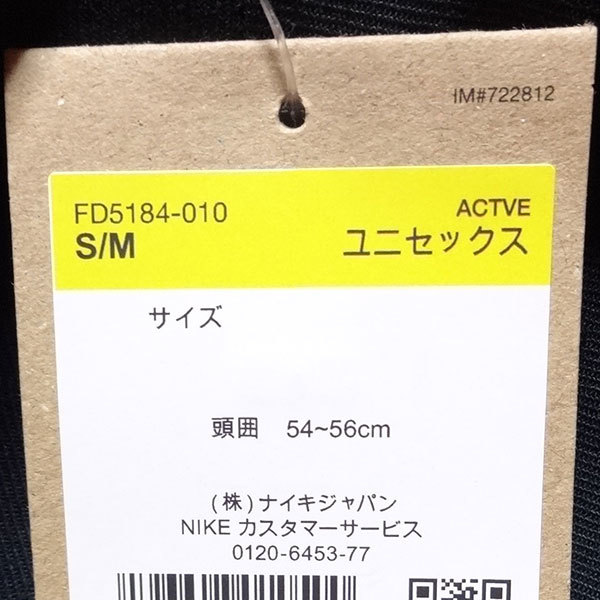 IM#722812
FD5184-010
ACTVE
S/M
ユニセックス
サイズ
頭囲 54~56cm
(株)ナイキジャパン
NIKE カスタマーサービス
0120-6453-77